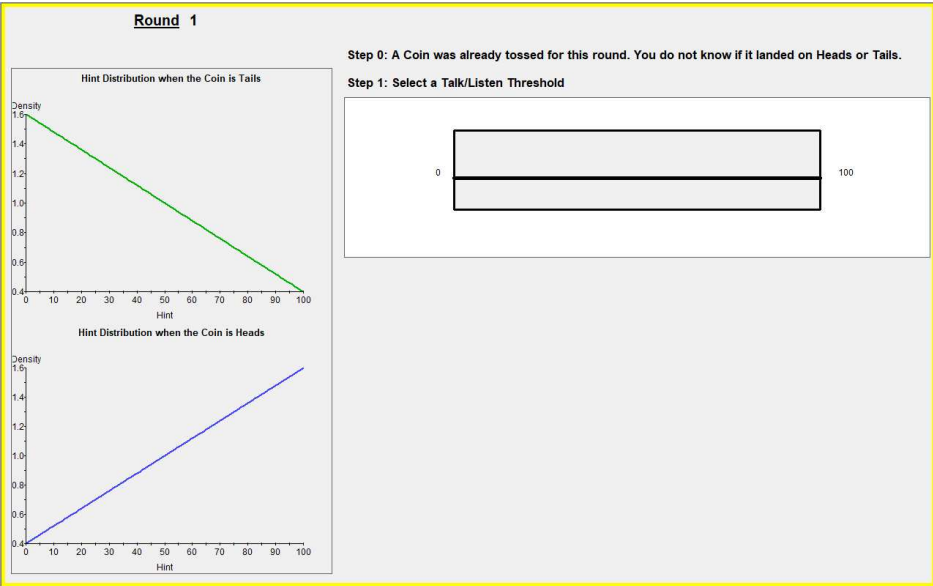 Round 1
Step 0: A Coin was already tossed for this round. You do not know if it landed on Heads or Tails.
Step 1: Select a Talk/Listen Threshold
0
100
Hint Distribution when the Coin is Tails
Density
1.6
1.4
1.2
1.0
0.8
0.6
0.4
0 10 20 30 40 50 60 70 80 90 100
Hint
Hint Distribution when the Coin is Heads
Density
1.6
1.4
1.2
1.0
0.8
0.6
0.4
0 10 20 30 40 50 60 70 80 90 100
Hint